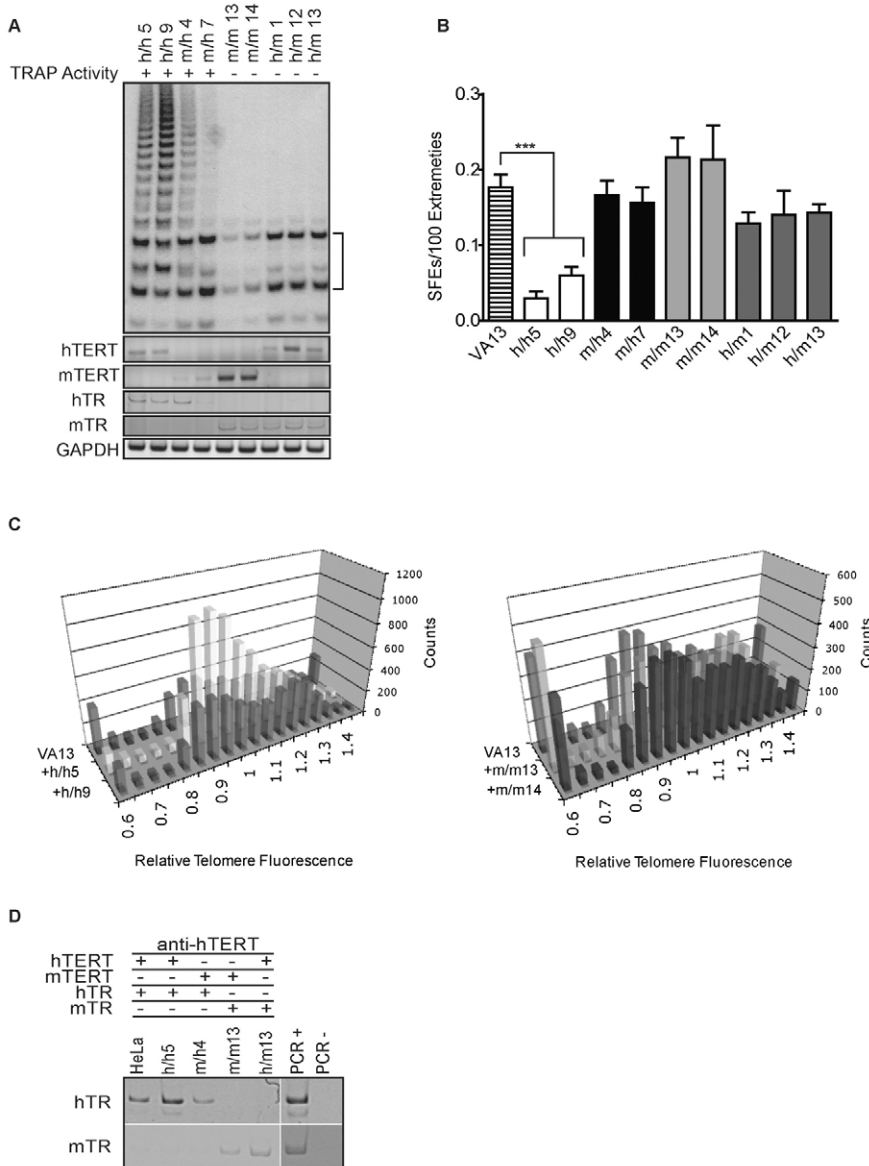 A
h/h 5
h/h 9
m/h 4
m/h 7
m/m 13
m/m 14
h/m 1
h/m 12
h/m 13
TRAP Activity + + + + - - - - -
hTERT
mTERT
hTR
mTR
GAPDH
B
SFEs/100 Extremeties
0.3
0.2
0.1
0.0
***
VA13
h/h5
h/h9
m/h4
m/h7
m/m13
m/m14
h/m1
h/m12
h/m13
C
1200
1000
800
600
400
200
0
Counts
VA13
+h/h5
+h/h9
0.6
0.7
0.8
0.9
1
1.1
1.2
1.3
1.4
Relative Telomere Fluorescence
600
500
400
300
200
100
0
Counts
VA13
+m/m13
+m/m14
0.6
0.7
0.8
0.9
1
1.1
1.2
1.3
1.4
Relative Telomere Fluorescence
D
anti-hTERT
hTERT + + - - +
mTERT - - + + -
hTR + + + - -
mTR - - - + +
HeLa
h/h5
m/h4
m/m13
h/m13
PCR +
PCR -
hTR
mTR